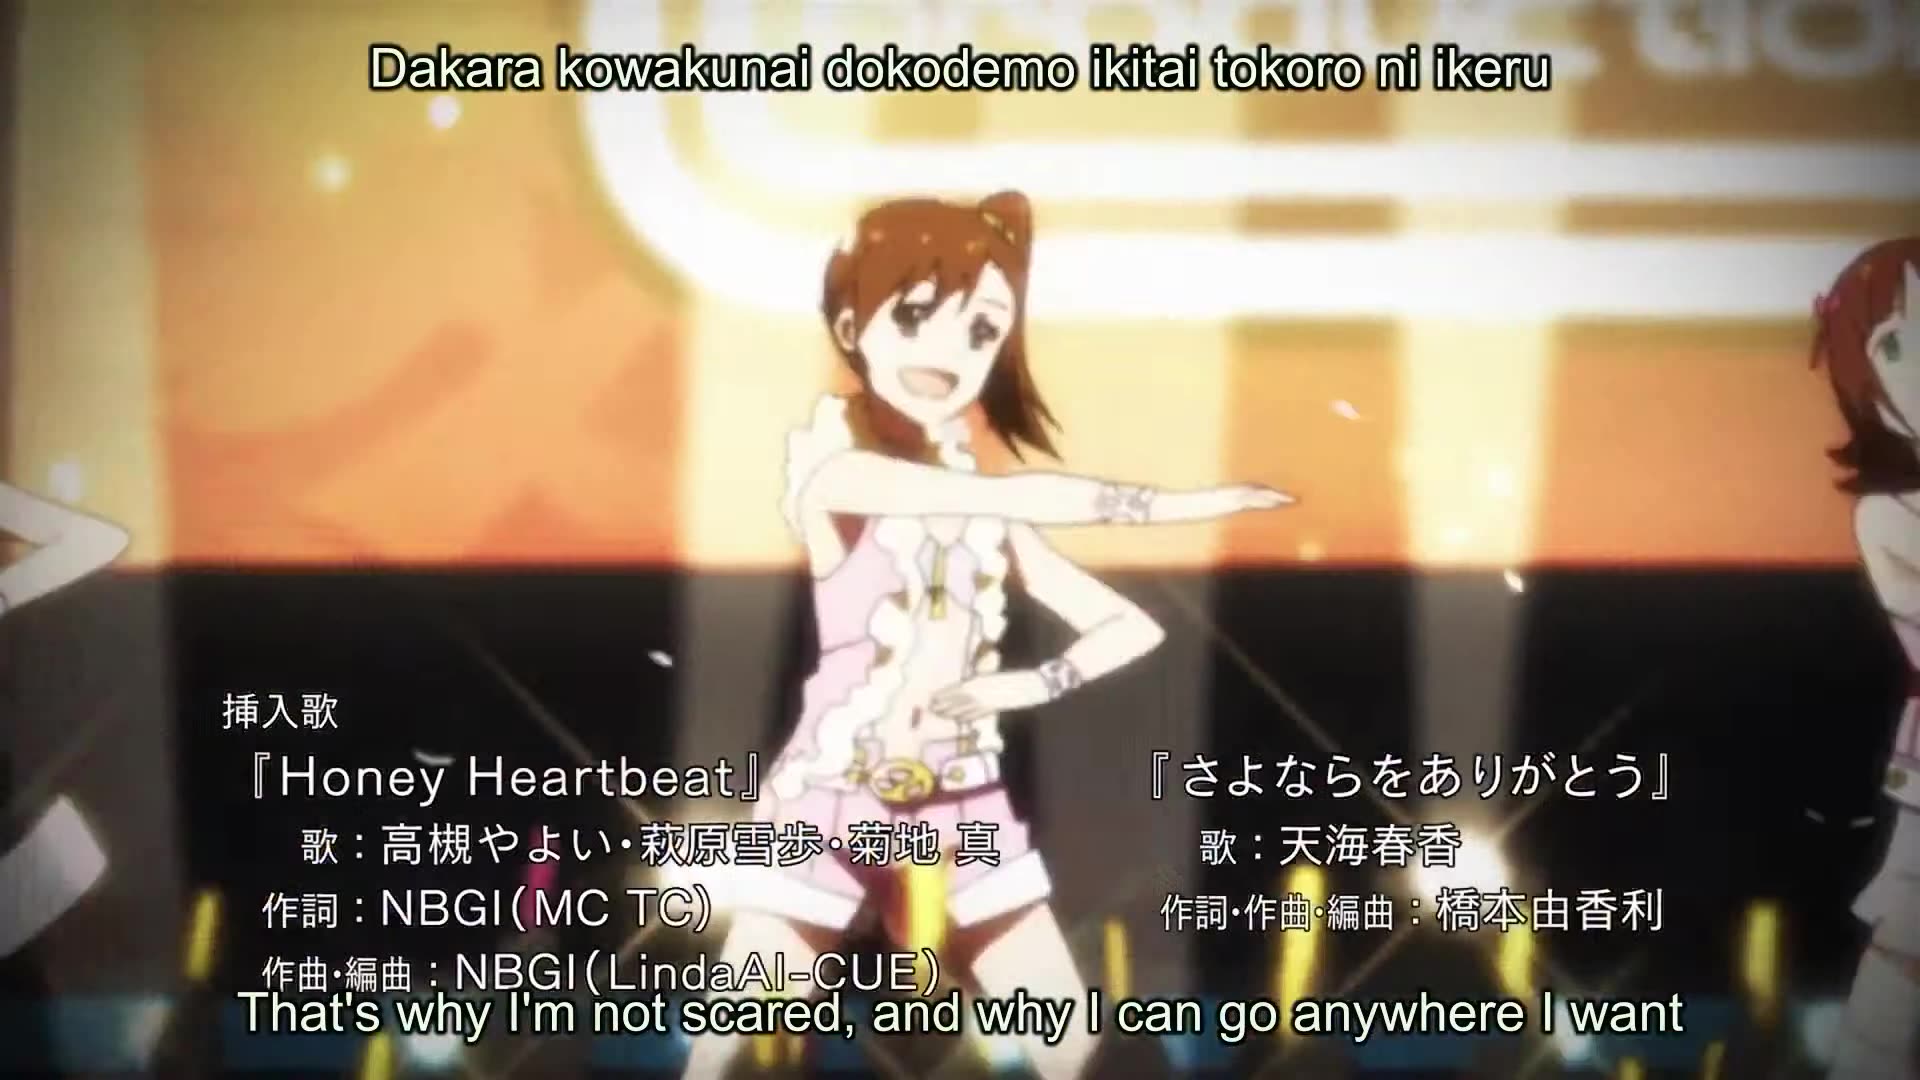 production
Dakara kowakunai dokodemo ikitai tokoro ni ikeru
挿入歌
『Honey Heartbeat』
歌：高槻やよい・萩原雪歩・菊地 真
作詞：NBGI（MC TC）
作曲・編曲：NBGI（LindaAI-CUE）
『さよならをありがとう』
歌：天海春香
作詞・作曲・編曲：橋本由香利
That's why I'm not scared, and why I can go anywhere I want